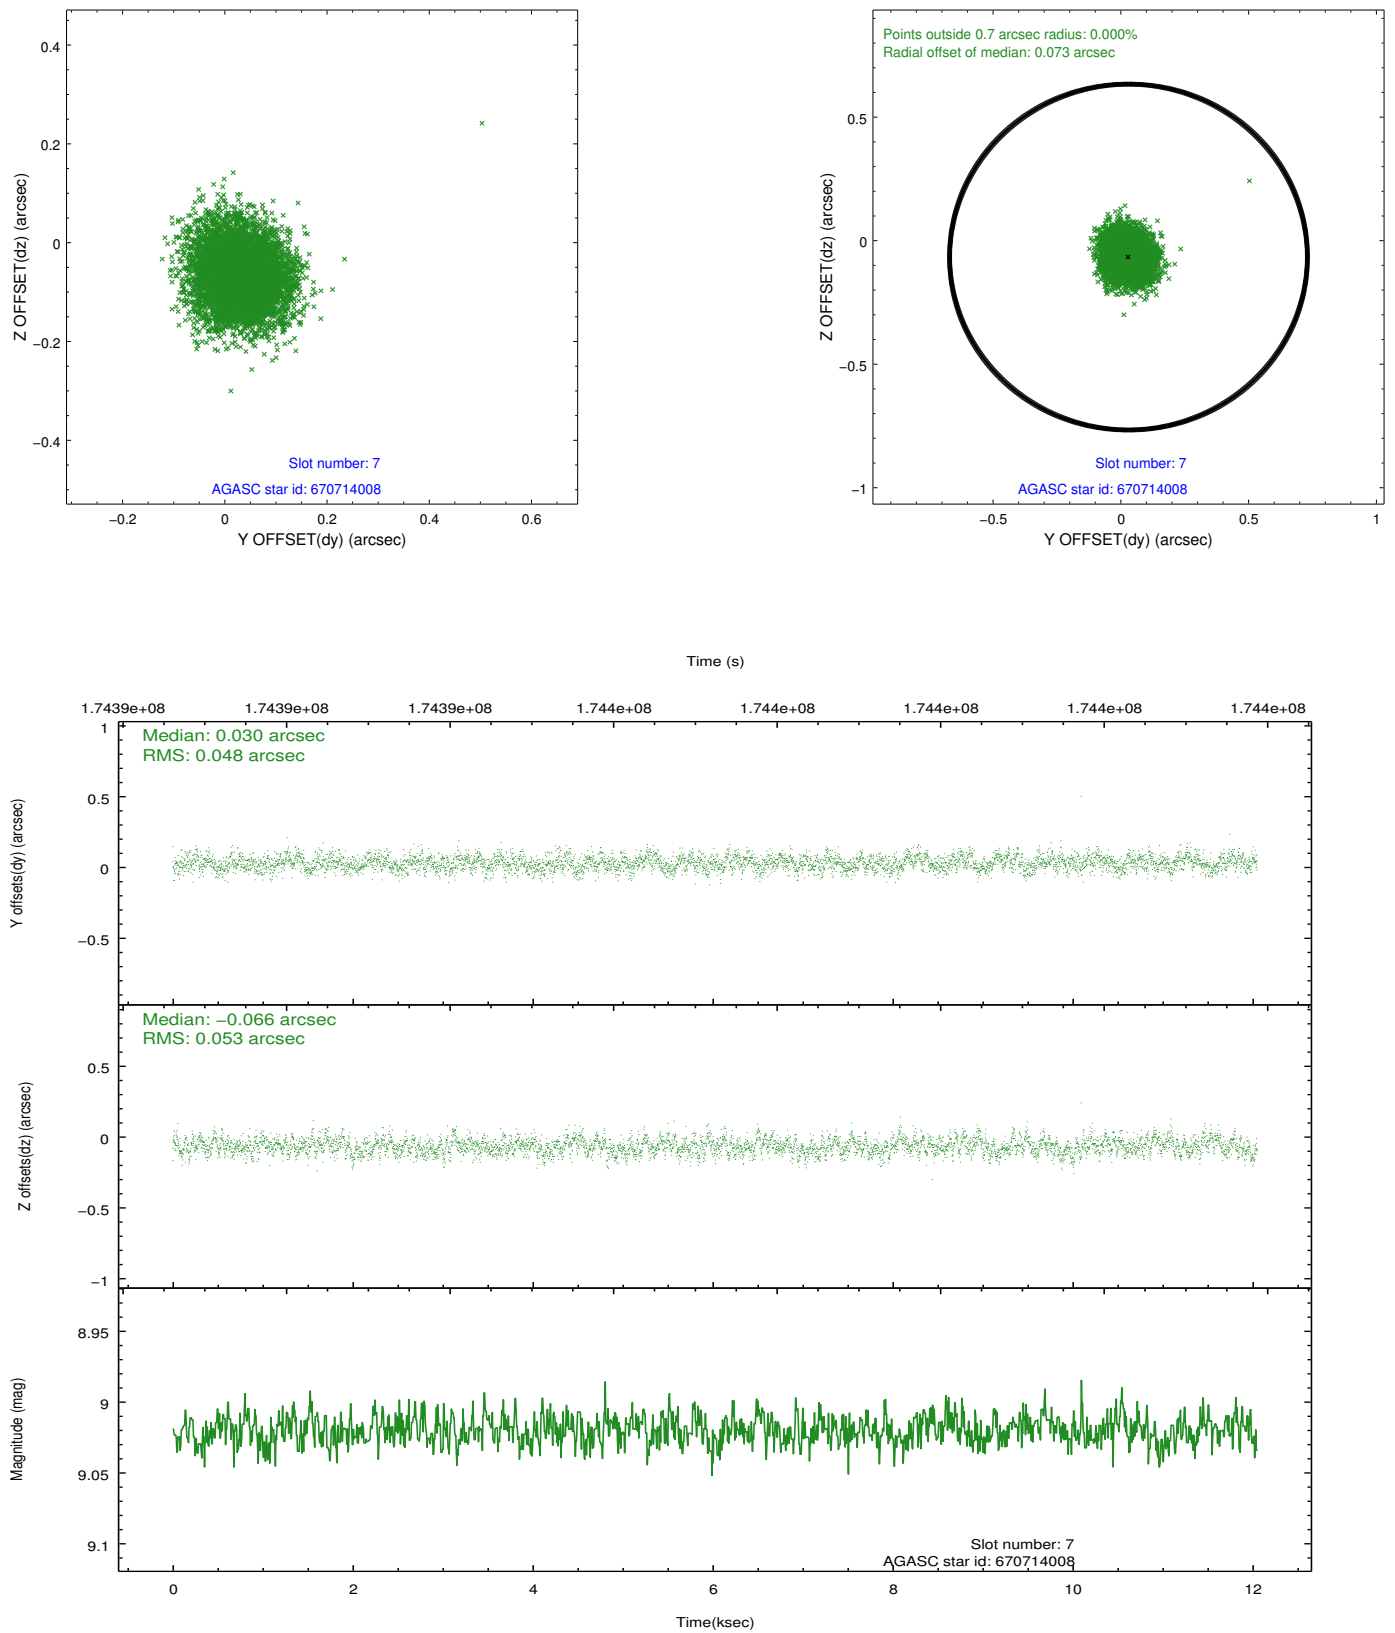 0.4
0.2
0
−0.2
−0.4
Z OFFSET(dz) (arcsec)
Slot number: 7
AGASC star id: 670714008
−0.2
0
0.2
0.4
0.6
Y OFFSET(dy) (arcsec)
Points outside 0.7 arcsec radius: 0.000%
Radial offset of median: 0.073 arcsec
0.5
0
−0.5
−1
Z OFFSET(dz) (arcsec)
Slot number: 7
AGASC star id: 670714008
−0.5
0
0.5
1
Y OFFSET(dy) (arcsec)
Time (s)
1.7439e+08 1.7439e+08 1.7439e+08 1.744e+08 1.744e+08 1.744e+08 1.744e+08 1.744e+08
Median: 0.030 arcsec
RMS: 0.048 arcsec
1
0.5
0
−0.5
Y offsets(dy) (arcsec)
Median: −0.066 arcsec
RMS: 0.053 arcsec
0.5
0
−0.5
−1
Z offsets(dz) (arcsec)
8.95
9
9.05
9.1
Magnitude (mag)
Slot number: 7
AGASC star id: 670714008
0 2 4 6 8 10 12
Time(ksec)